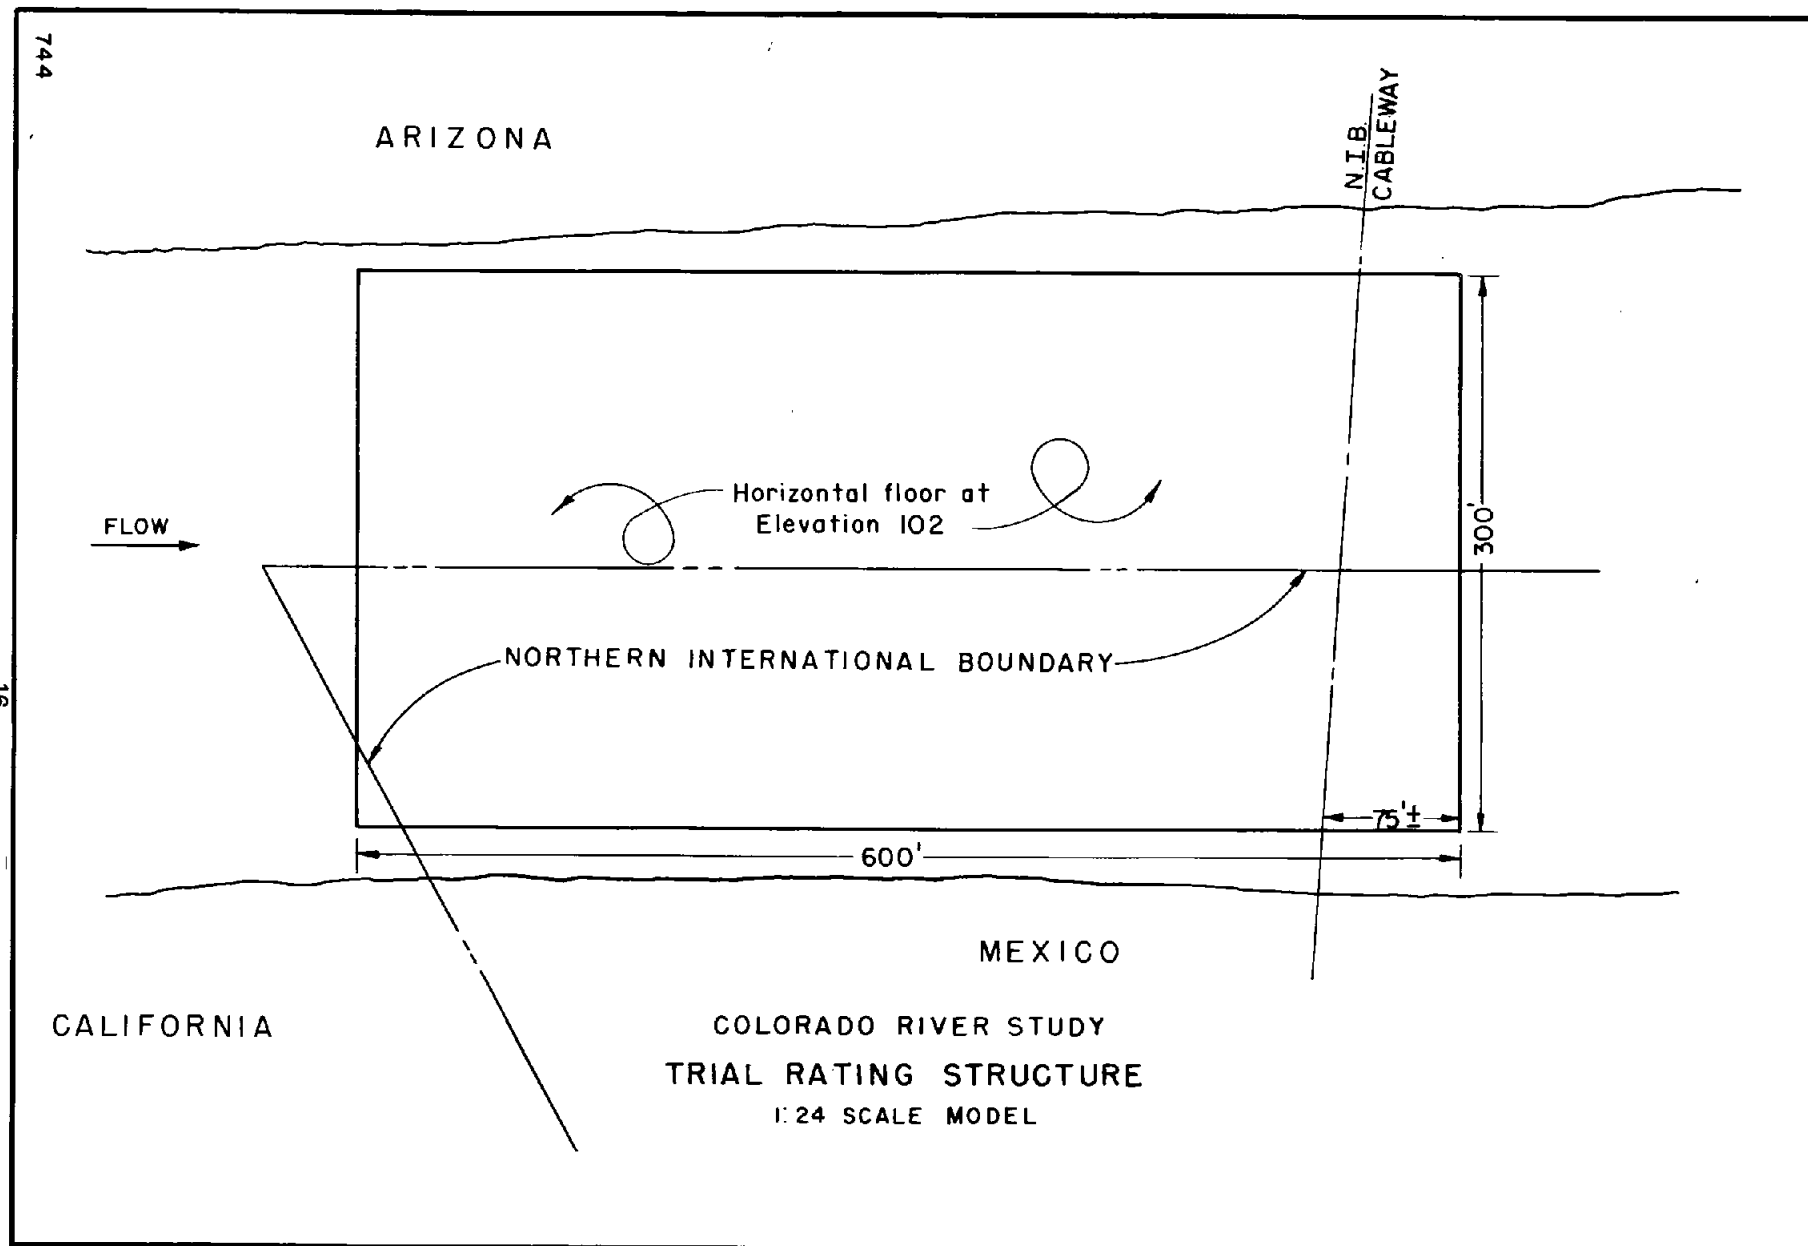 744
ARIZONA
N.I.B.
CABLEWAY
Horizontal floor at
Elevation 102
FLOW
300'
NORTHERN INTERNATIONAL BOUNDARY
75'±
600'
MEXICO
CALIFORNIA
COLORADO RIVER STUDY
TRIAL RATING STRUCTURE
1:24 SCALE MODEL